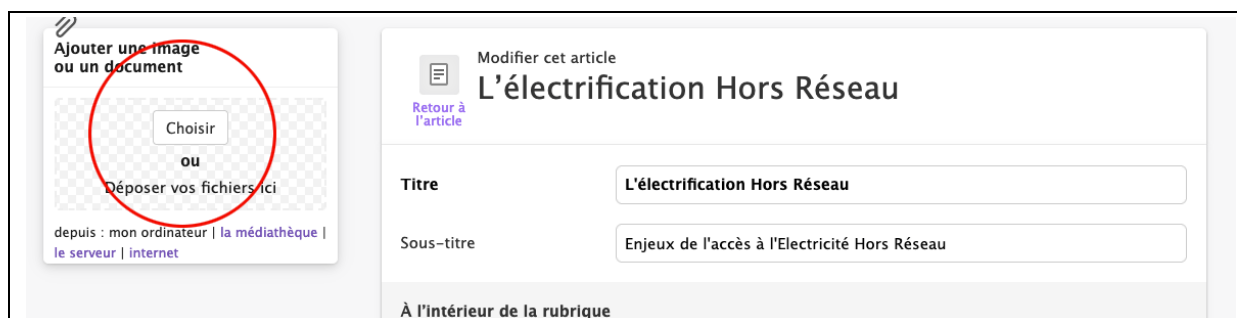 Ajouter une image
ou un document
Choisir
ou
Déposer vos fichiers ici
depuis : mon ordinateur | la médiathèque |
le serveur | internet
Modifier cet article
L’électrification Hors Réseau
Retour à
l’article
Titre
L'électrification Hors Réseau
Sous-titre
Enjeux de l'accès à l'Electricité Hors Réseau
À l’intérieur de la rubrique